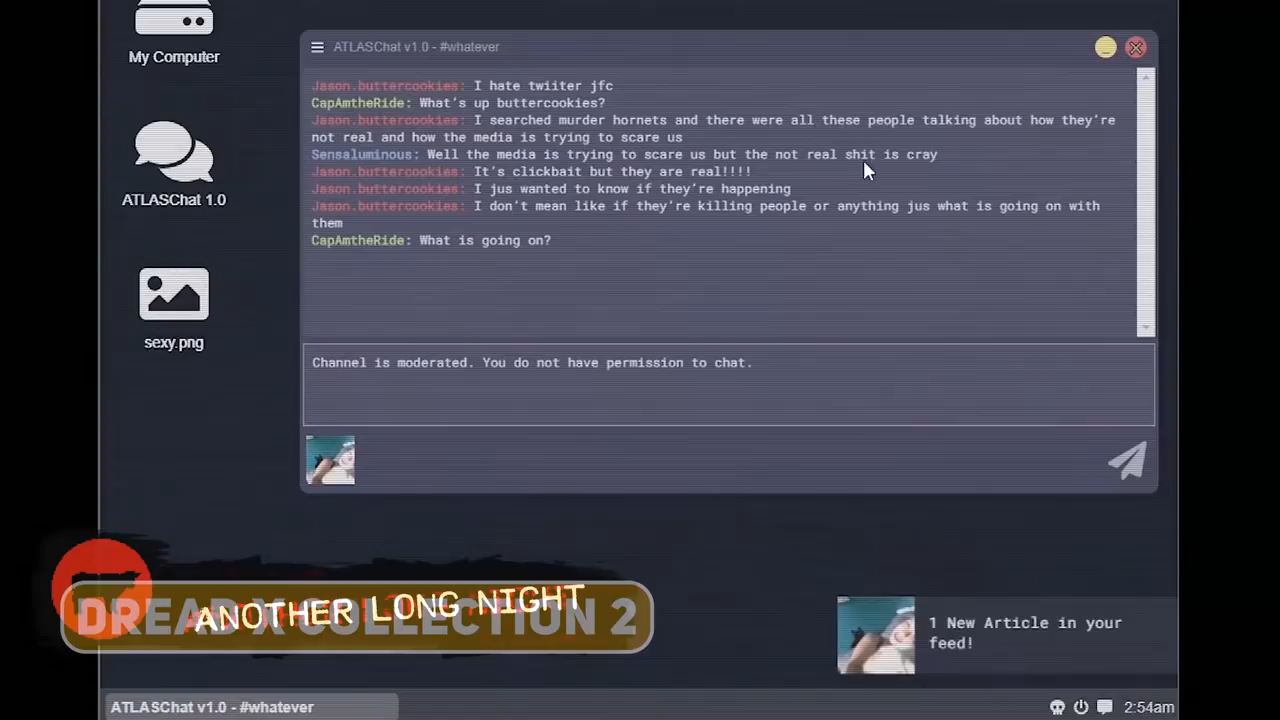 My Computer
ATLASChat v1.0 - #whatever
Jason.buttercookies: I hate twiiter jfc
CapAmtheRide: What's up buttercookies?
Jason.buttercookies: I searched murder hornets and there were all these people talking about how they're
not real and how the media is trying to scare us
Sensaluminous: Well the media is trying to scare us but the not real shit is cray
Jason.buttercookies: It's clickbait but they are real!!!!
Jason.buttercookies: I jus wanted to know if they're happening
Jason.buttercookies: I don't mean like if they're killing people or anything jus what is going on with
them
CapAmtheRide: What is going on?
ATLASChat 1.0
sexy.png
Channel is moderated. You do not have permission to chat.
ANOTHER LONG NIGHT
DREAD X COLLECTION 2
1 New Article in your
feed!
ATLASChat v1.0 - #whatever
2:54am